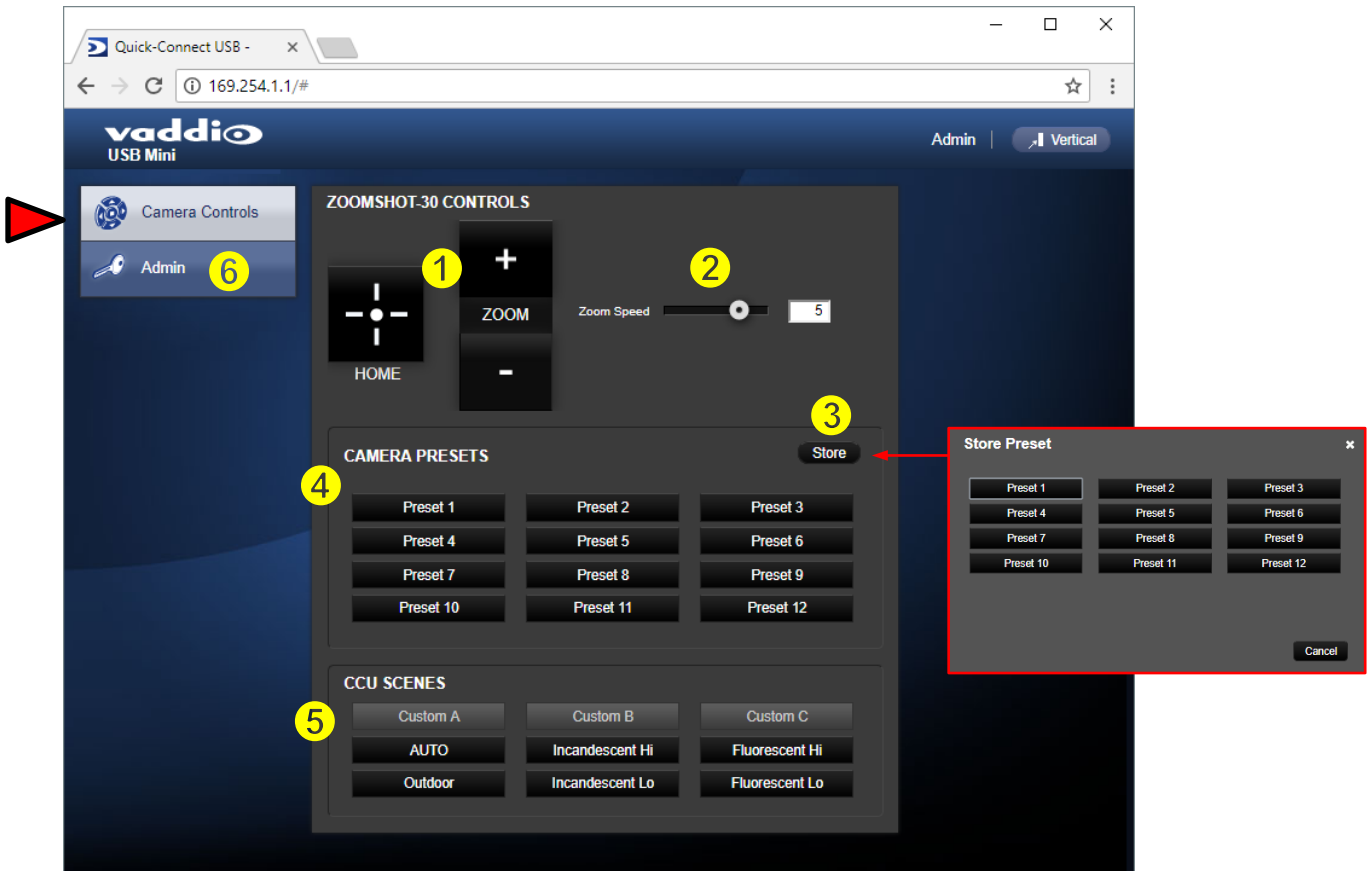 Quick-Connect USB -
169.254.1.1/#
vaddio
USB Mini
Admin
Vertical
Camera Controls
Admin
6
ZOOMSHOT-30 CONTROLS
1
2
+
ZOOM
-
HOME
Zoom Speed
5
3
CAMERA PRESETS
Store
4
Preset 1 Preset 2 Preset 3
Preset 4 Preset 5 Preset 6
Preset 7 Preset 8 Preset 9
Preset 10 Preset 11 Preset 12
CCU SCENES
5
Custom A Custom B Custom C
AUTO Incandescent Hi Fluorescent Hi
Outdoor Incandescent Lo Fluorescent Lo
Store Preset
Preset 1 Preset 2 Preset 3
Preset 4 Preset 5 Preset 6
Preset 7 Preset 8 Preset 9
Preset 10 Preset 11 Preset 12
Cancel